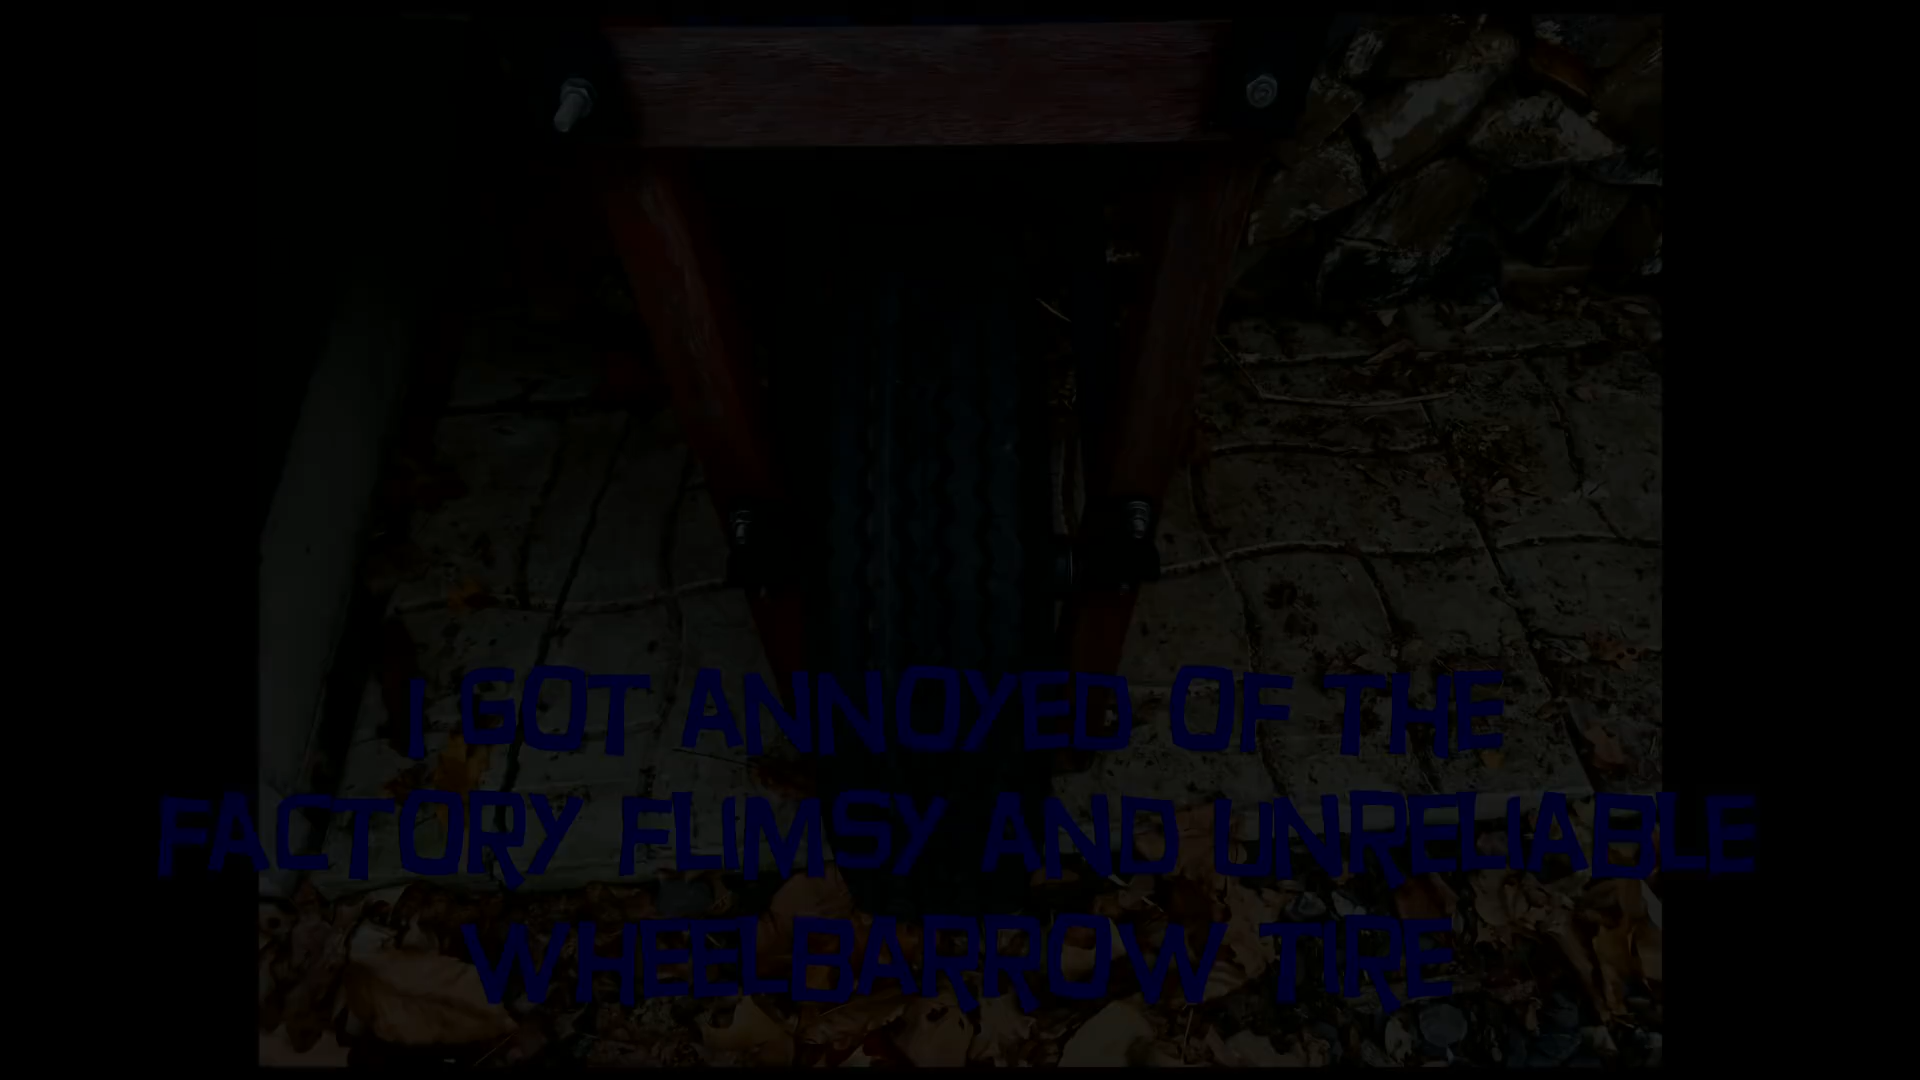 I GOT ANNOYED OF THE
FACTORY FLIMSY AND UNRELIABLE
WHEELBARROW TIRE